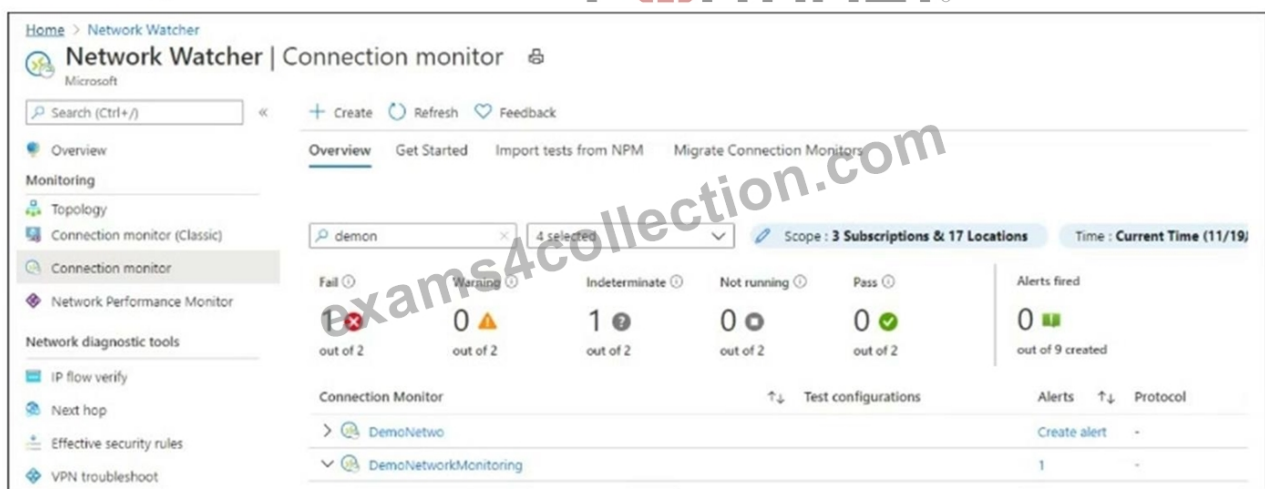 Home > Network Watcher
Network Watcher | Connection monitor
Microsoft
Search (Ctrl+/) «
Overview
Monitoring
Topology
Connection monitor (Classic)
Connection monitor
Network Performance Monitor
Network diagnostic tools
IP flow verify
Next hop
Effective security rules
VPN troubleshoot
+ Create Refresh Feedback
Overview Get Started Import tests from NPM Migrate Connection Monitors
demon 4 selected Scope : 3 Subscriptions & 17 Locations Time : Current Time (11/19/
Fail Warning Indeterminate Not running Pass Alerts fired
1 0 1 0 0 0
out of 2 out of 2 out of 2 out of 2 out of 2 out of 9 created
Connection Monitor Test configurations Alerts Protocol
DemoNetwo Create alert -
DemoNetworkMonitoring 1 -
exams4collection.com